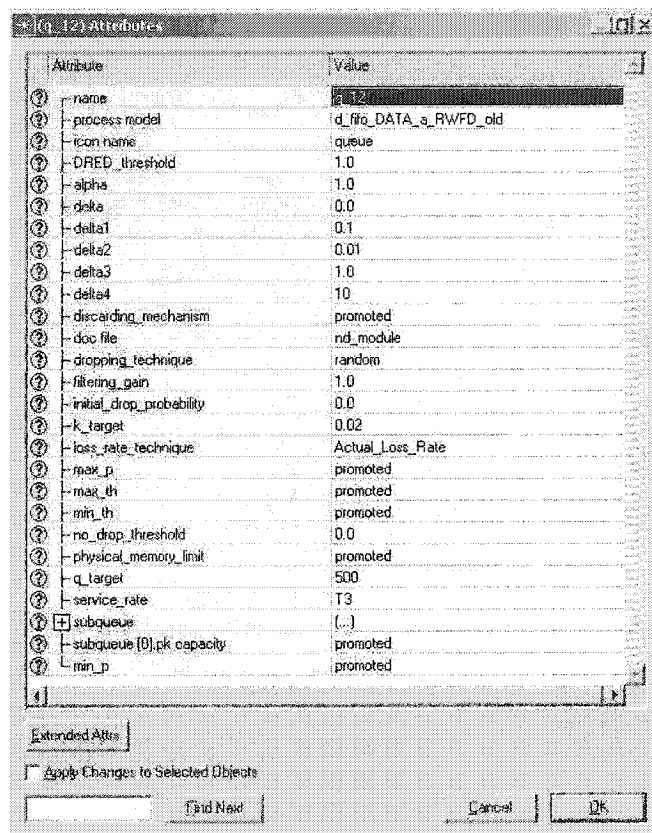 (q_12) Attributes
Attribute Value
name q_12
process model d_fifo_DATA_a_RWFD_old
icon name queue
DRED_threshold 1.0
alpha 1.0
delta 0.0
delta1 0.1
delta2 0.01
delta3 1.0
delta4 10
discarding_mechanism promoted
doc file nd_module
dropping_technique random
filtering_gain 1.0
initial_drop_probability 0.0
k_target 0.02
loss_rate_technique Actual_Loss_Rate
max_p promoted
max_th promoted
min_th promoted
no_drop_threshold 0.0
physical_memory_limit promoted
q_target 500
service_rate T3
subqueue (...)
subqueue [0].pk capacity promoted
min_p promoted
Extended Attrs.
Apply Changes to Selected Objects
Find Next Cancel OK